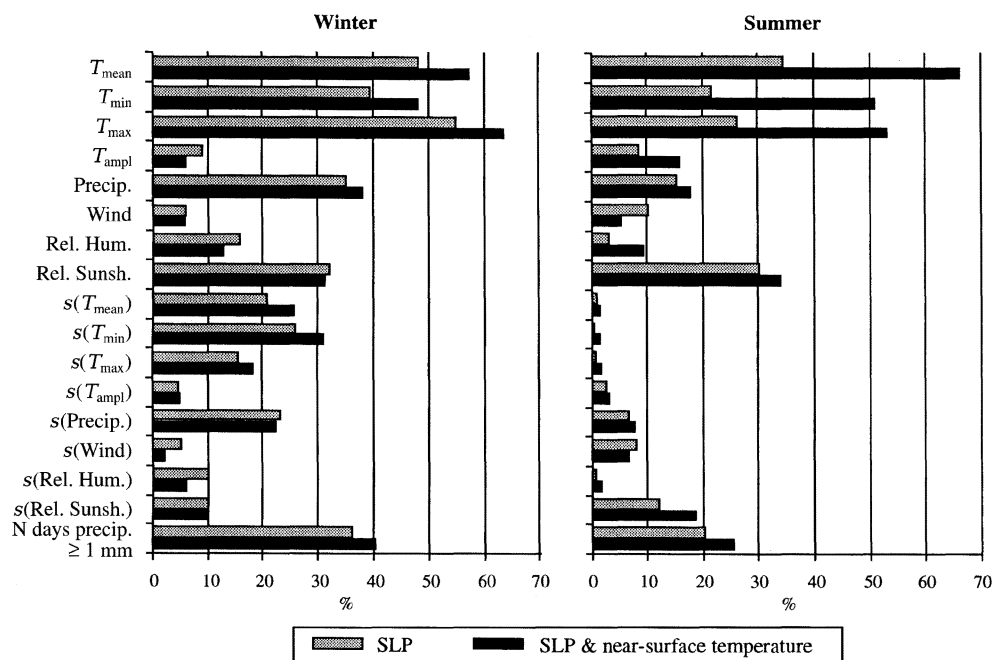 Winter
Summer
T_mean
T_min
T_max
T_ampl
Precip.
Wind
Rel. Hum.
Rel. Sunsh.
s(T_mean)
s(T_min)
s(T_max)
s(T_ampl)
s(Precip.)
s(Wind)
s(Rel. Hum.)
s(Rel. Sunsh.)
N days precip.
≥ 1 mm
0 10 20 30 40 50 60 70
%
0 10 20 30 40 50 60 70
%
SLP
SLP & near-surface temperature